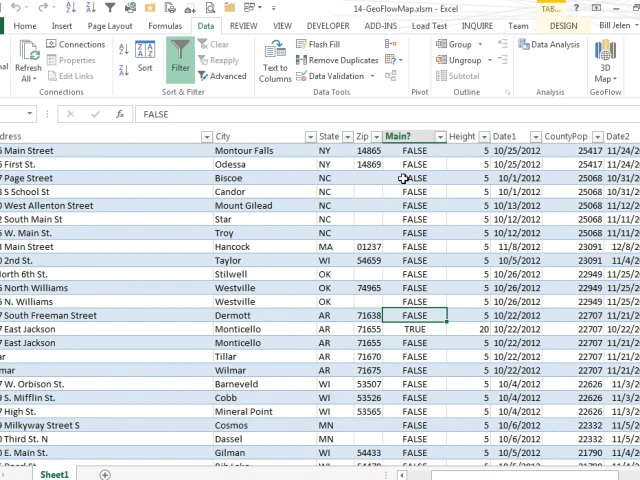 14-GeoFlowMap.xlsm - Excel
TAB...
Home Insert Page Layout Formulas Data REVIEW VIEW DEVELOPER ADD-INS Load Test INQUIRE Team DESIGN Bill Jelen
Refresh All
Connections
Properties
Edit Links
Connections
Sort
Filter
Clear
Reapply
Advanced
Sort & Filter
Text to Columns
Flash Fill
Remove Duplicates
Data Validation
Data Tools
Group
Ungroup
Subtotal
Outline
Data Analysis
Analysis
3D Map
GeoFlow
FALSE
City State Zip Main? Height Date1 CountyPop Date2
Main Street Montour Falls NY 14865 FALSE 5 10/25/2012 25417
First St. Odessa NY 14869 FALSE 5 10/25/2012 25417
Page Street Biscoe NC FALSE 5 10/1/2012 25068
S School St Candor NC FALSE 5 10/1/2012 25068
West Allenton Street Mount Gilead NC FALSE 5 10/13/2012 25068
South Main St Star NC FALSE 5 10/12/2012 25068
W. Main St. Troy NC FALSE 5 10/12/2012 25068
Main Street Hancock MA 01237 FALSE 5 11/8/2012 23091
2nd St. Taylor WI 54659 FALSE 5 10/5/2012 23091
orth 6th St. Stilwell OK FALSE 5 10/26/2012 22949
North Williams Westville OK 74965 FALSE 5 10/26/2012 22949
N. Williams Westville OK FALSE 5 10/26/2012 22949
South Freeman Street Dermott AR 71638 FALSE 5 10/22/2012 22707
East Jackson Monticello AR 71655 TRUE 20 10/22/2012 22707
East Jackson Monticello AR 71655 FALSE 5 10/22/2012 22707
ar Tillar AR 71670 FALSE 5 10/22/2012 22707
mar Wilmar AR 71675 FALSE 5 10/22/2012 22707
W. Orbison St. Barneveld WI 53507 FALSE 5 10/4/2012 22626
S. Mifflin St. Cobb WI 53526 FALSE 5 10/4/2012 22626
High St. Mineral Point WI 53565 FALSE 5 10/4/2012 22626
Milkyway Street S Cosmos MN FALSE 5 10/6/2012 22332
Third St. N Dassel MN FALSE 5 10/6/2012 22332
E. Main St. Gilman WI 54433 FALSE 5 10/5/2012 21790
Sheet1